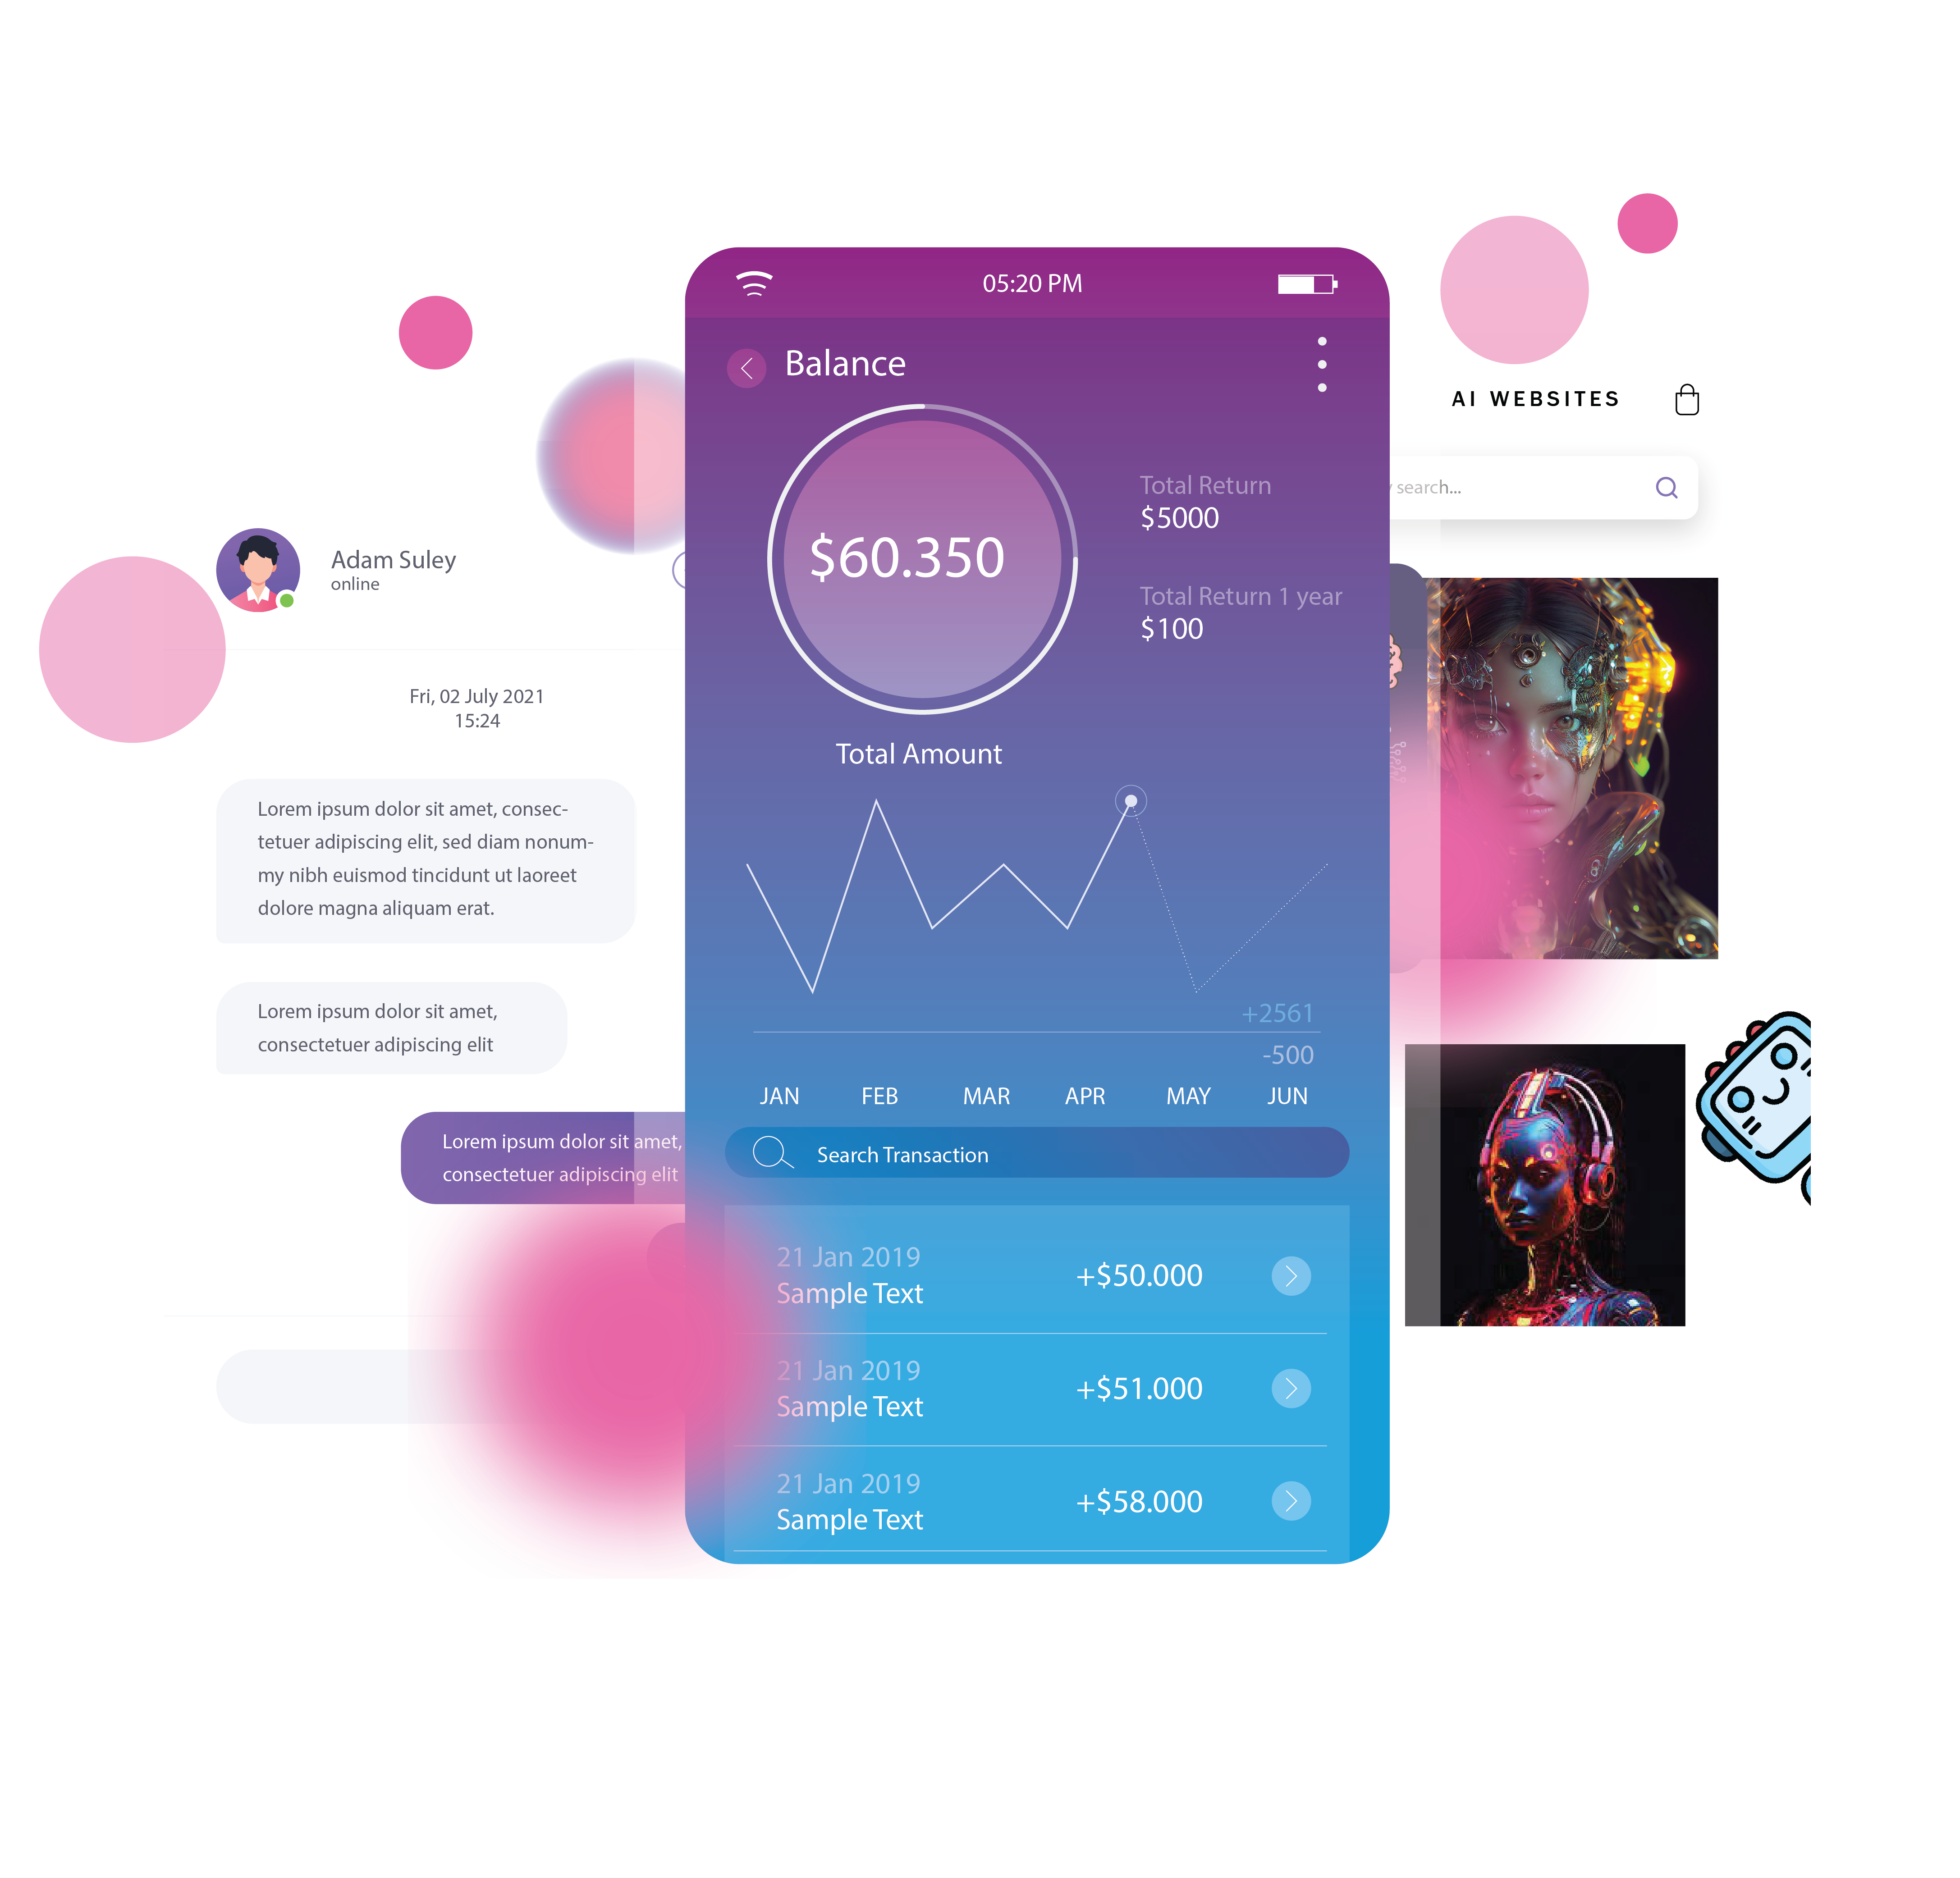 Adam Suley
online
Fri, 02 July 2021
15:24
Lorem ipsum dolor sit amet, consec-
tetuer adipiscing elit, sed diam nonum-
my nibh euismod tincidunt ut laoreet
dolore magna aliquam erat.
Lorem ipsum dolor sit amet,
consectetuer adipiscing elit
Lorem ipsum dolor sit amet,
consectetuer adipiscing elit
05:20 PM
Balance
$60.350
Total Amount
Total Return
$5000
Total Return 1 year
$100
+2561
-500
JAN FEB MAR APR MAY JUN
Search Transaction
21 Jan 2019
Sample Text
+$50.000
21 Jan 2019
Sample Text
+$51.000
21 Jan 2019
Sample Text
+$58.000
AI WEBSITES
search...